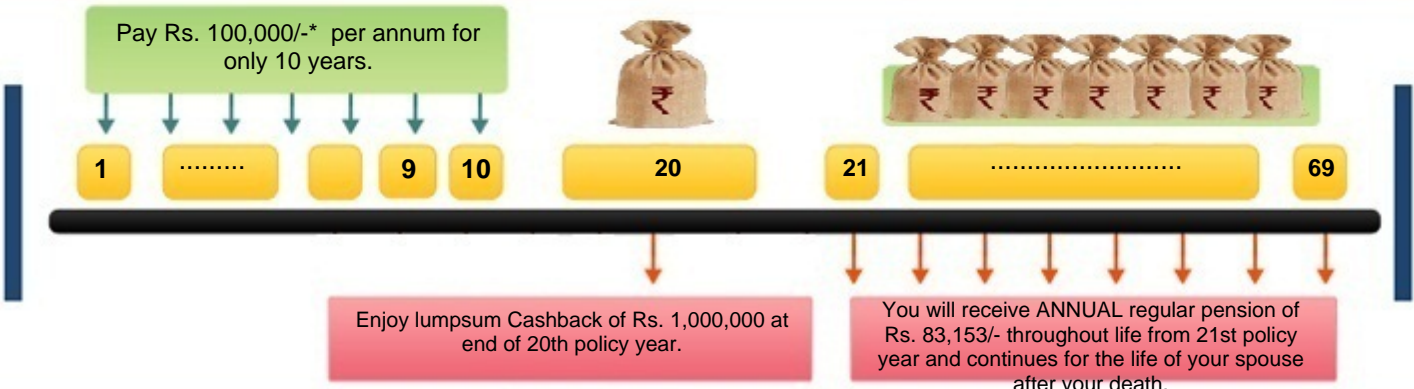 Pay Rs. 100,000/-* per annum for
only 10 years.
₹
₹ ₹ ₹ ₹ ₹ ₹ ₹
1 ......... 9 10 20 21 .......................... 69
Enjoy lumpsum Cashback of Rs. 1,000,000 at
end of 20th policy year.
You will receive ANNUAL regular pension of
Rs. 83,153/- throughout life from 21st policy
year and continues for the life of your spouse
after your death.